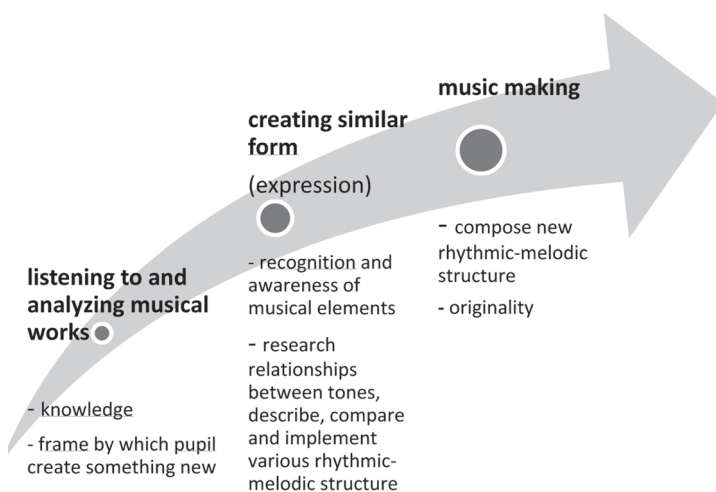 listening to and
analyzing musical
works
- knowledge
- frame by which pupil
create something new
creating similar
form
(expression)
- recognition and
awareness of
musical elements
- research
relationships
between tones,
describe, compare
and implement
various rhythmic-
melodic structure
music making
- compose new
rhythmic-melodic
structure
- originality